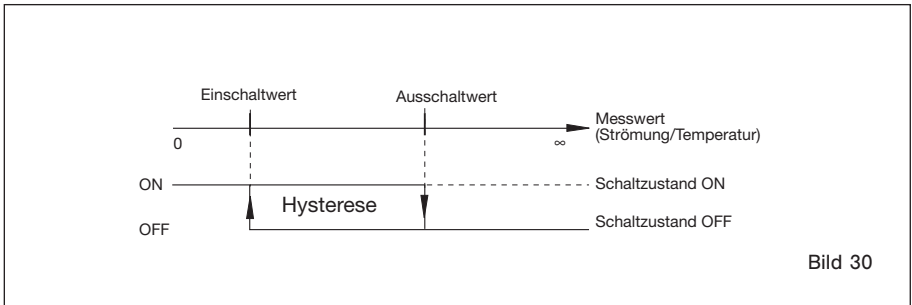 Einschaltwert
Ausschaltwert
Messwert
(Strömung/Temperatur)
0
∞
ON
Schaltzustand ON
Hysterese
OFF
Schaltzustand OFF
Bild 30